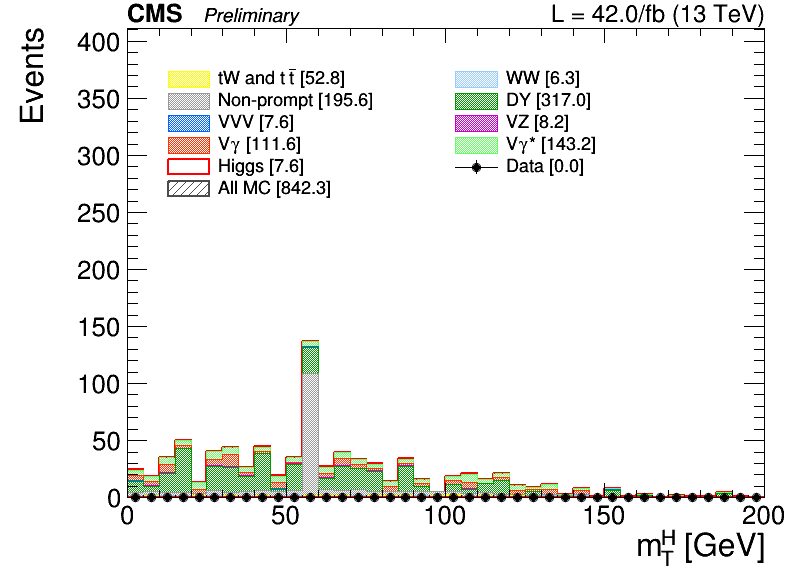 CMS Preliminary L = 42.0/fb (13 TeV)
Events
400
350
300
250
200
150
100
50
0
tW and t t̄ [52.8]
Non-prompt [195.6]
VVV [7.6]
Vγ [111.6]
Higgs [7.6]
All MC [842.3]
WW [6.3]
DY [317.0]
VZ [8.2]
Vγ* [143.2]
Data [0.0]
0 50 100 150 200
m_T^H [GeV]